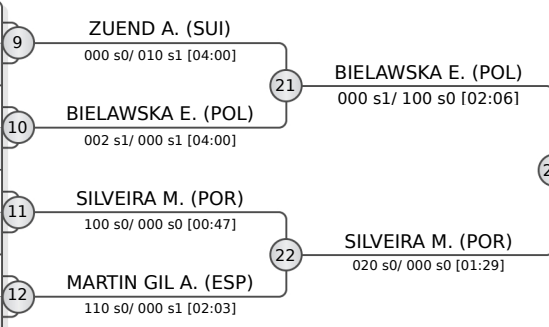 9
ZUEND A. (SUI)
000 s0/ 010 s1 [04:00]
21
BIELAWSKA E. (POL)
000 s1/ 100 s0 [02:06]
10
BIELAWSKA E. (POL)
002 s1/ 000 s1 [04:00]
11
SILVEIRA M. (POR)
100 s0/ 000 s0 [00:47]
22
SILVEIRA M. (POR)
020 s0/ 000 s0 [01:29]
12
MARTIN GIL A. (ESP)
110 s0/ 000 s1 [02:03]